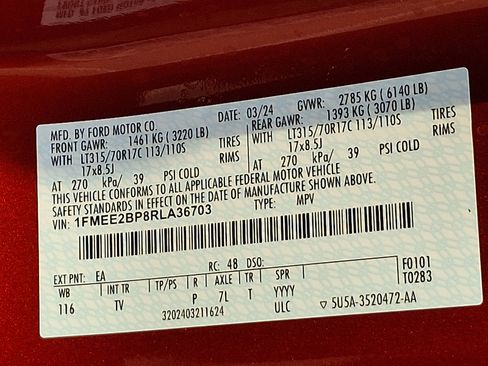 MFD. BY FORD MOTOR CO. DATE: 03/24 GVWR: 2785 KG ( 6140 LB)
FRONT GAWR: 1461 KG ( 3220 LB) REAR GAWR: 1393 KG ( 3070 LB)
WITH LT315/70R17C 113/110S TIRES WITH LT315/70R17C 113/110S TIRES
17x8.5J RIMS 17x8.5J RIMS
AT 270 kPa/ 39 PSI COLD AT 270 kPa/ 39 PSI COLD
THIS VEHICLE CONFORMS TO ALL APPLICABLE FEDERAL MOTOR VEHICLE
SAFETY STANDARDS IN EFFECT ON THE DATE OF MANUFACTURE SHOWN ABOVE.
VIN: 1FMEE2BP8RLA36703 TYPE: MPV
EXT PNT: EA RC: 48 DSO: F0101
WB INT TR TP/PS R AXLE TR SPR T0283
116 TV P 7L T YYYY
3202403211624 ULC ▽ 5U5A-3520472-AA